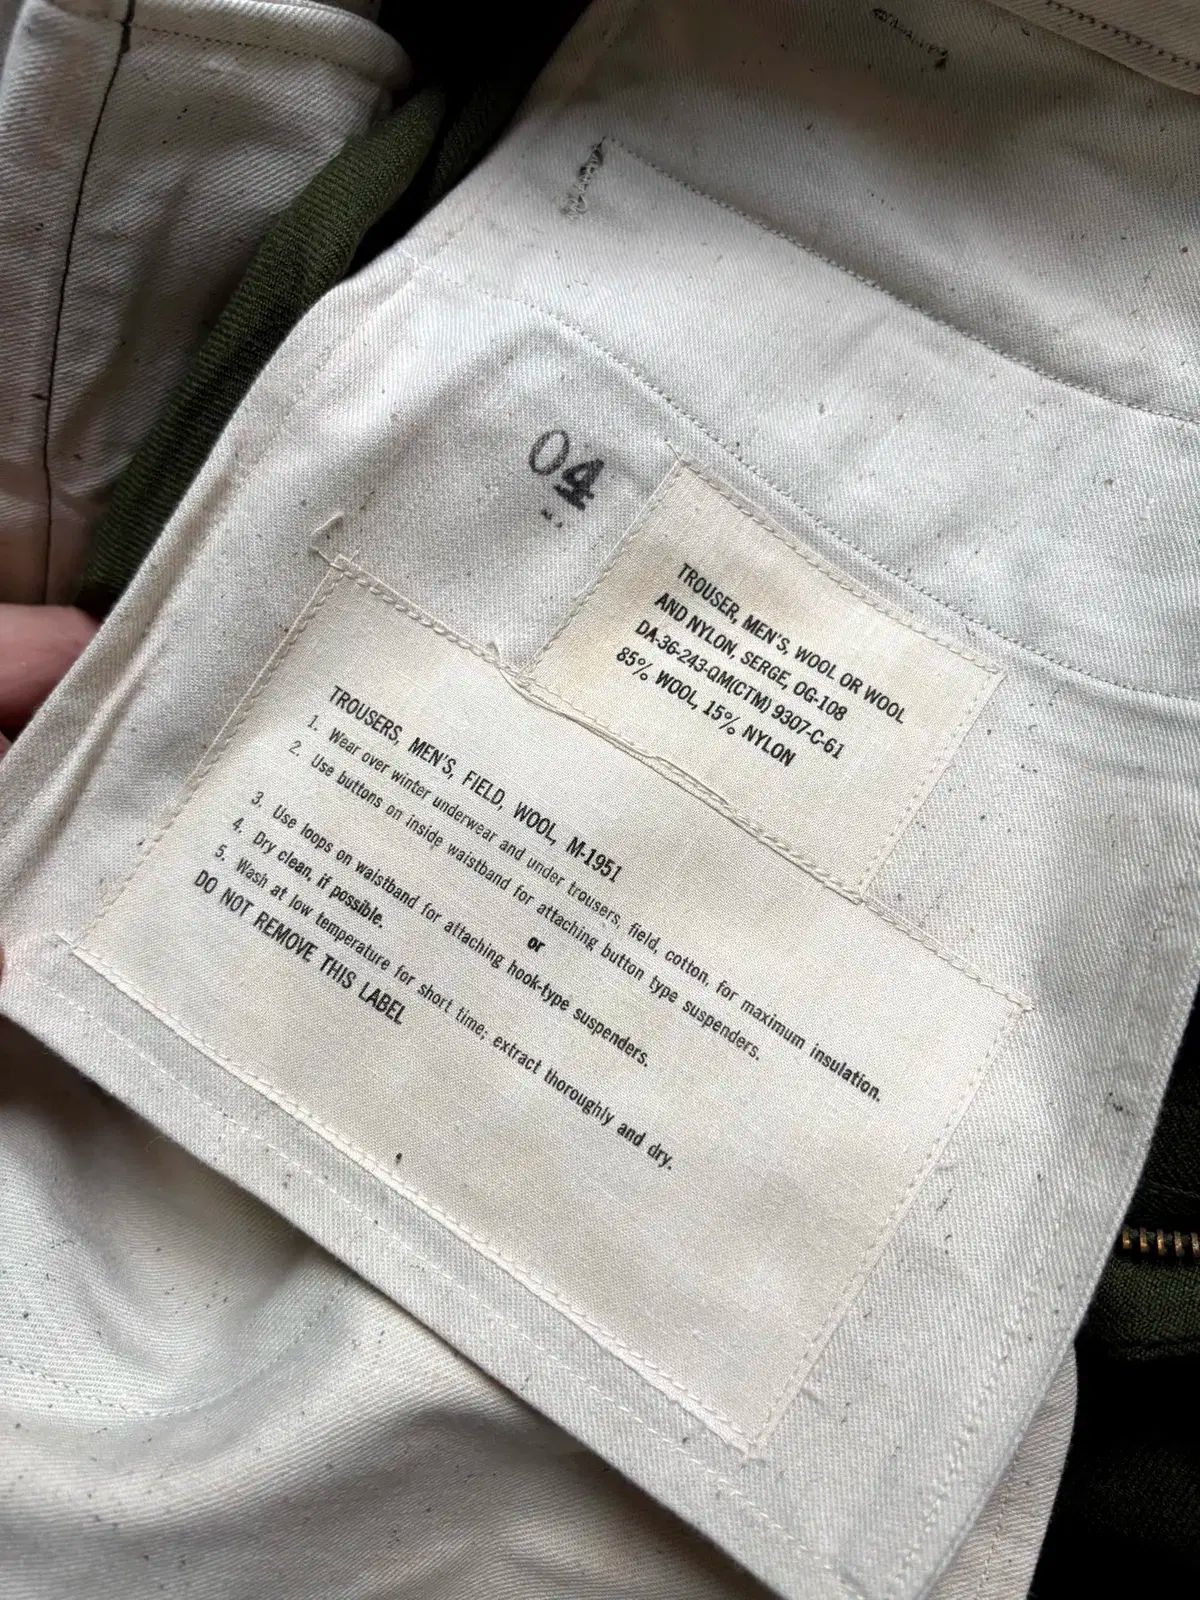 04
TROUSER, MEN'S, WOOL OR WOOL
AND NYLON, SERGE, OG-108
DA-36-243-QM(CTM) 9307-C-61
85% WOOL, 15% NYLON
TROUSERS, MEN'S, FIELD, WOOL, M-1951
1. Wear over winter underwear and under trousers, field, cotton, for maximum insulation.
2. Use buttons on inside waistband for attaching button type suspenders.
or
3. Use loops on waistband for attaching hook-type suspenders.
4. Dry clean, if possible.
5. Wash at low temperature for short time; extract thoroughly and dry.
DO NOT REMOVE THIS LABEL